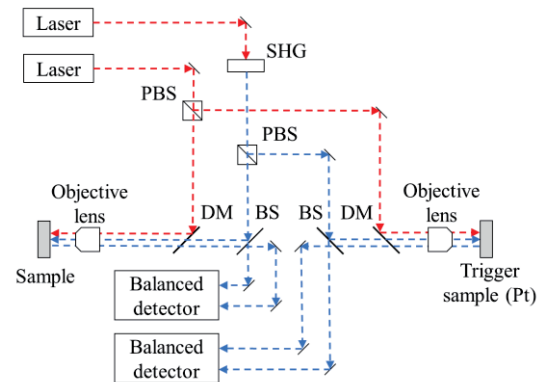 Laser
SHG
Laser
PBS
PBS
Objective
lens
DM
BS
BS
DM
Objective
lens
Sample
Trigger
sample (Pt)
Balanced
detector
Balanced
detector